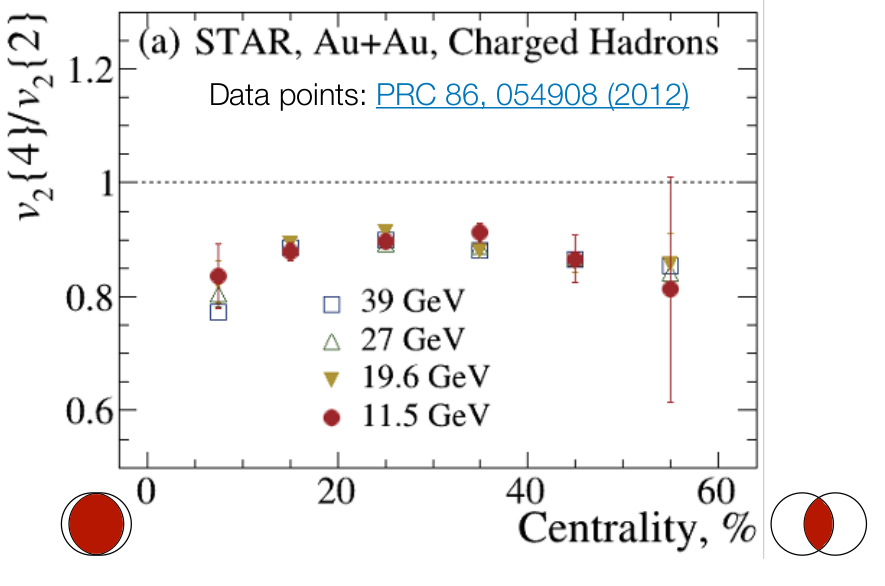 (a) STAR, Au+Au, Charged Hadrons
Data points: PRC 86, 054908 (2012)
v₂{4}/v₂{2}
1.2
1
0.8
0.6
39 GeV
27 GeV
19.6 GeV
11.5 GeV
0 20 40 60
Centrality, %